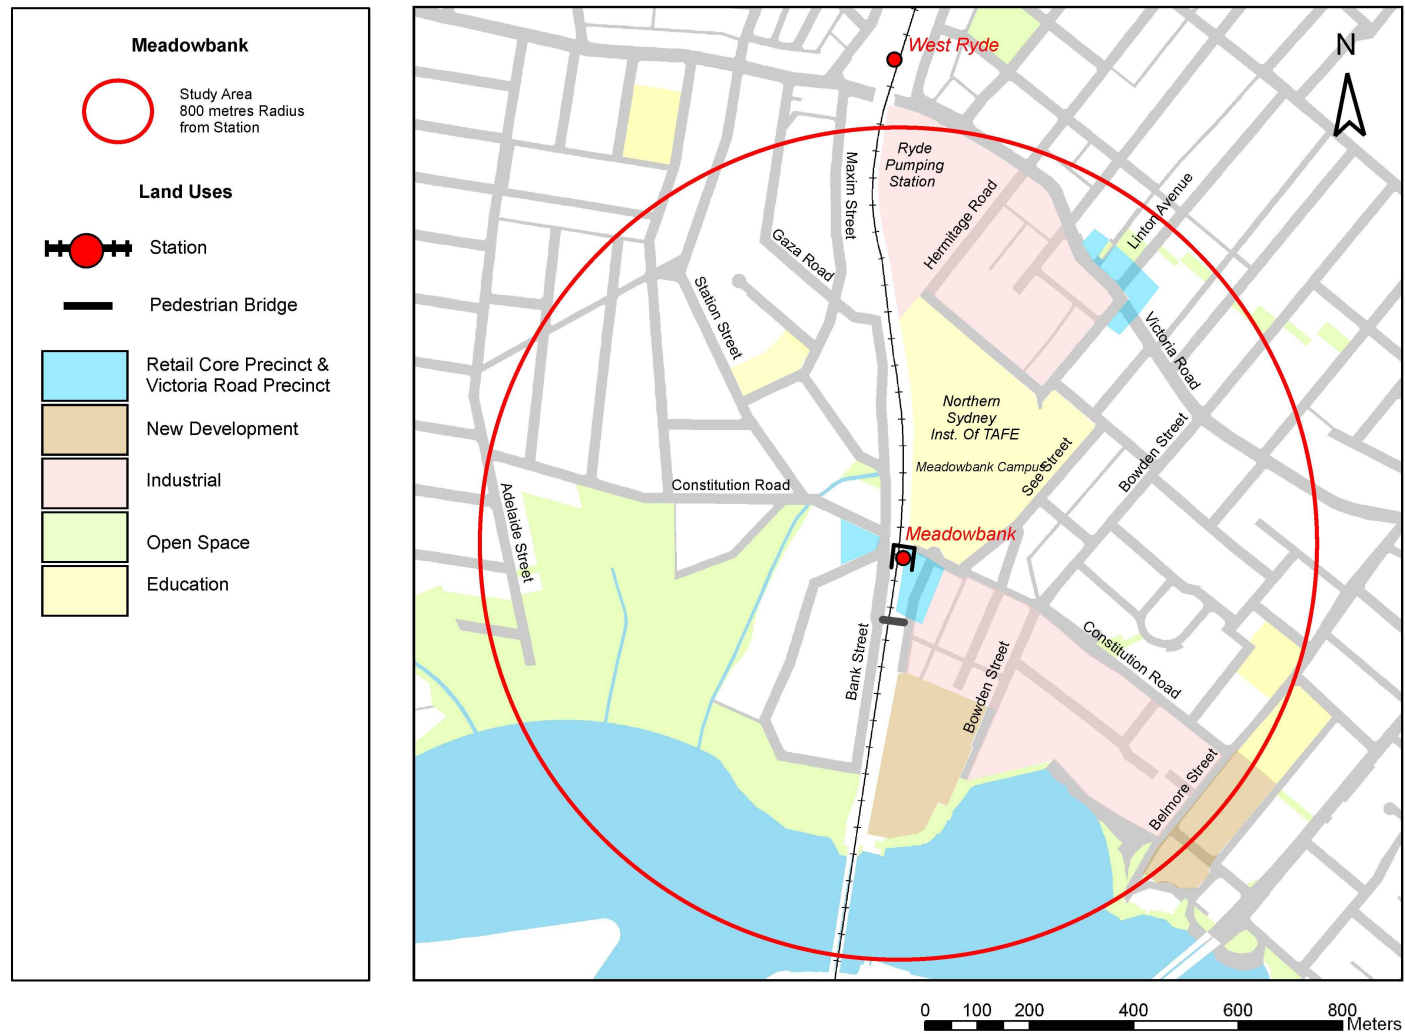 Meadowbank
Study Area
800 metres Radius
from Station
Land Uses
Station
Pedestrian Bridge
Retail Core Precinct &
Victoria Road Precinct
New Development
Industrial
Open Space
Education
West Ryde
N
Ryde
Pumping
Station
Maxim Street
Hermitage Road
Linton Avenue
Gaza Road
Station Street
Victoria Road
Northern
Sydney
Inst. Of TAFE
Meadowbank Campus
See Street
Bowden Street
Constitution Road
Adelaide Street
Meadowbank
Bank Street
Bowden Street
Constitution Road
Belmore Street
0 100 200 400 600 800
Meters